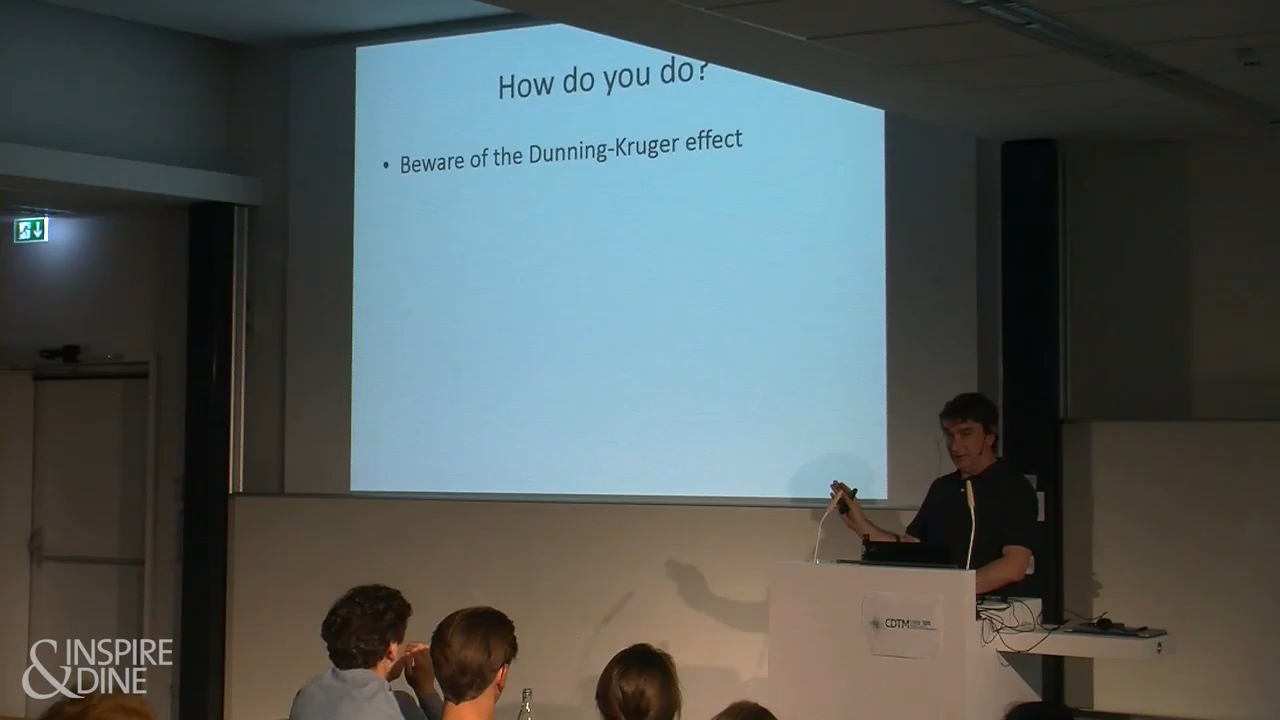 How do you do?
• Beware of the Dunning-Kruger effect
CDTM
& INSPIRE
DINE